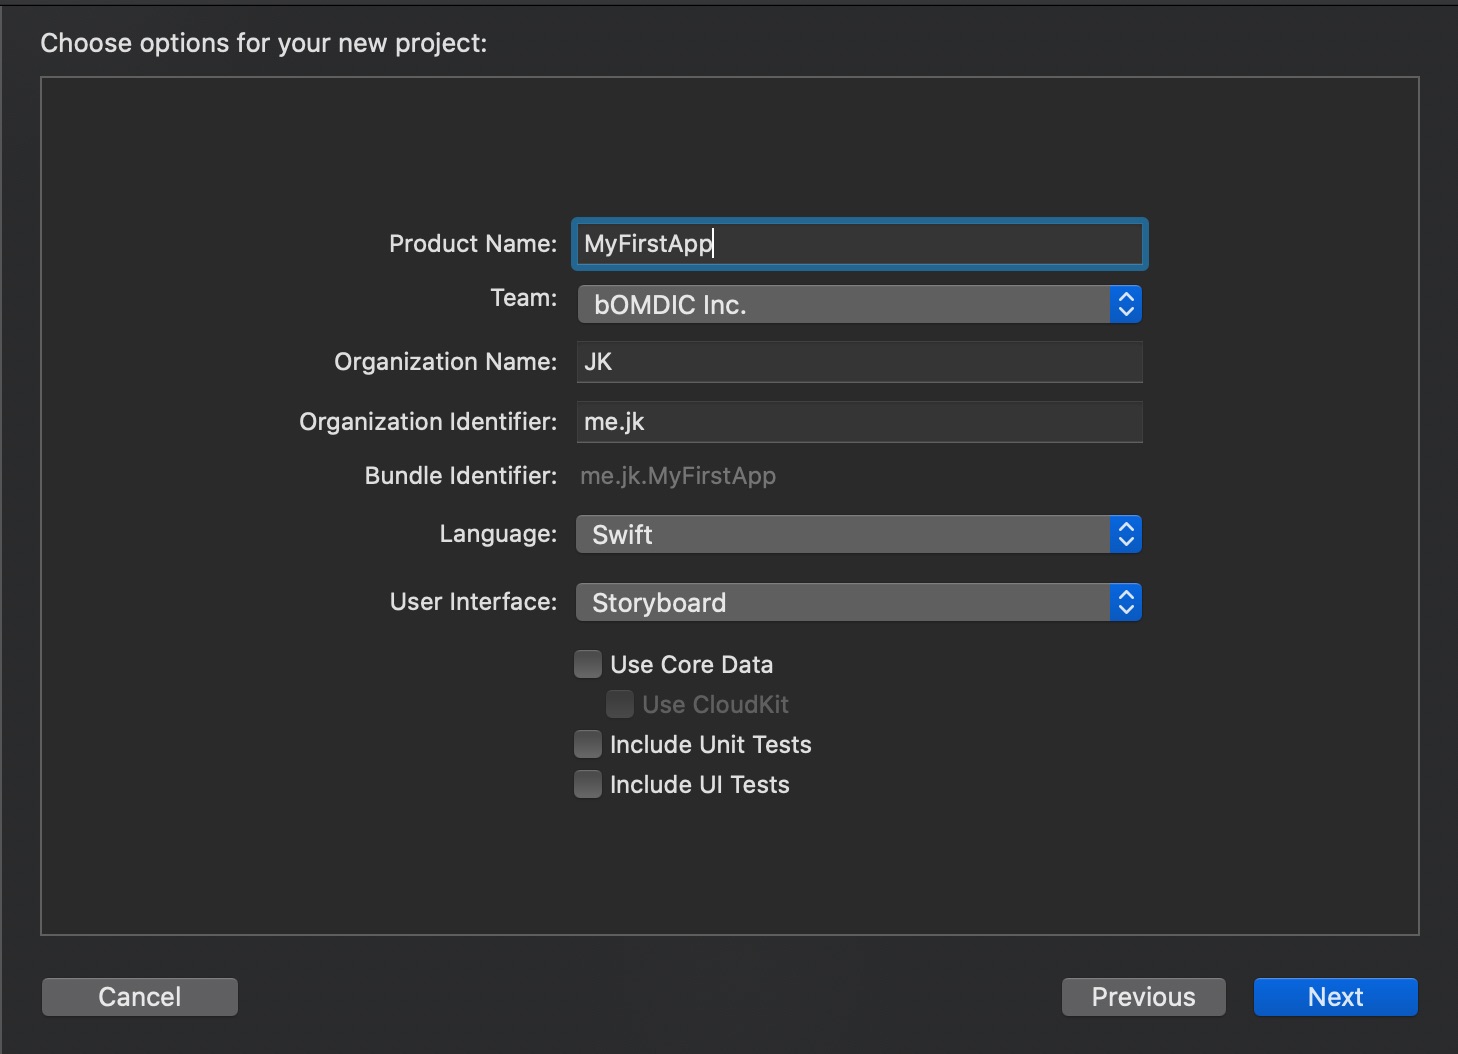 Choose options for your new project:
Product Name: MyFirstApp
Team: bOMDIC Inc.
Organization Name: JK
Organization Identifier: me.jk
Bundle Identifier: me.jk.MyFirstApp
Language: Swift
User Interface: Storyboard
Use Core Data
Use CloudKit
Include Unit Tests
Include UI Tests
Cancel Previous Next